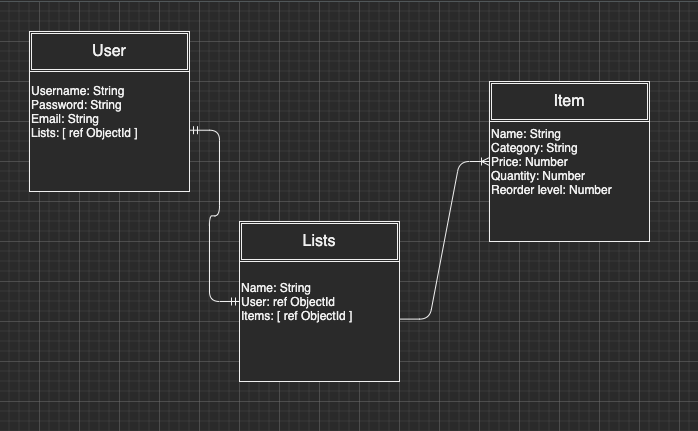 User
Username: String
Password: String
Email: String
Lists: [ ref ObjectId ]
Item
Name: String
Category: String
Price: Number
Quantity: Number
Reorder level: Number
Lists
Name: String
User: ref ObjectId
Items: [ ref ObjectId ]